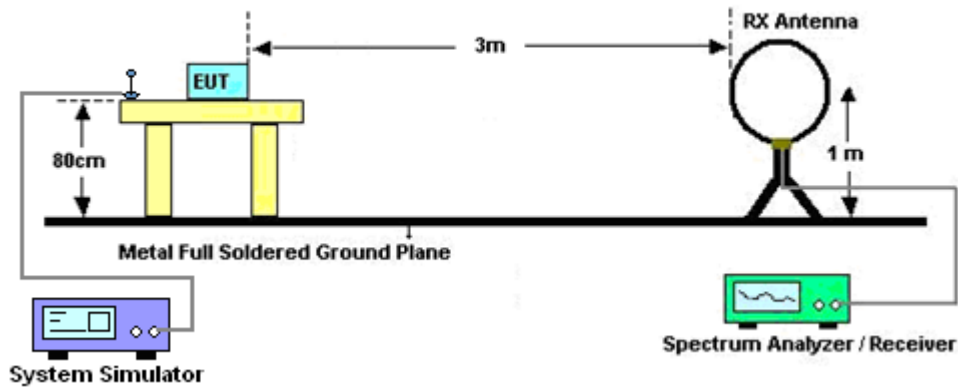 RX Antenna
3m
EUT
80cm
1 m
Metal Full Soldered Ground Plane
System Simulator
Spectrum Analyzer / Receiver